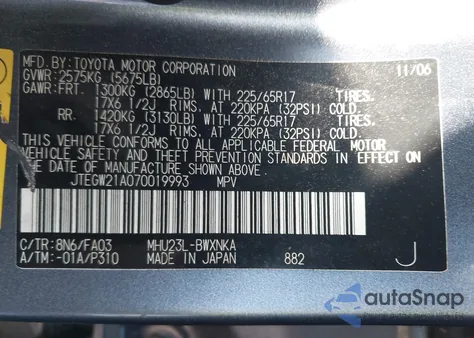 MFD.BY:TOYOTA MOTOR CORPORATION 11/06
GVWR: 2575KG (5675LB)
GAWR:FRT. 1300KG (2865LB) WITH 225/65R17 TIRES.
17X6 1/2J RIMS, AT 220KPA (32PSI) COLD.
RR. 1420KG (3130LB) WITH 225/65R17 TIRES.
17X6 1/2J RIMS, AT 220KPA (32PSI) COLD.
THIS VEHICLE CONFORMS TO ALL APPLICABLE FEDERAL MOTOR
VEHICLE SAFETY AND THEFT PREVENTION STANDARDS IN EFFECT ON THE
DATE OF MANUFACTURE SHOWN ABOVE.
JTEGW21A070019993 MPV
C/TR:8N6/FA03 MHU23L-BWXNKA
A/TM:-01A/P310 MADE IN JAPAN 882 J
autoSnap